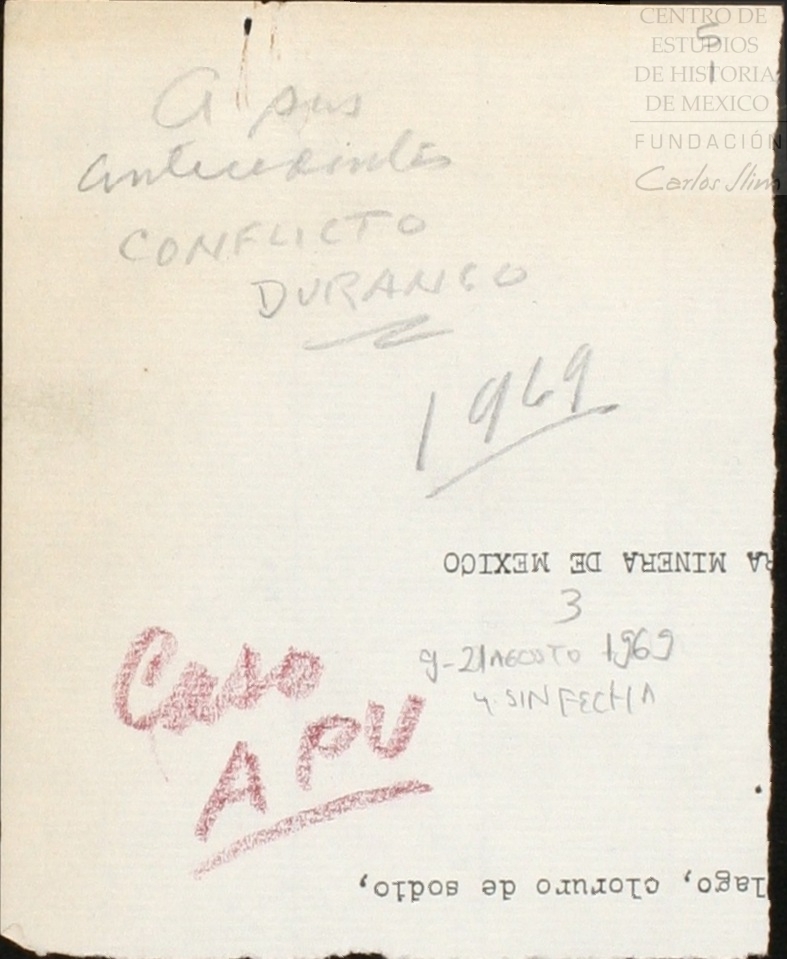 CENTRO DE
ESTUDIOS
DE HISTORIA
DE MEXICO
FUNDACIÓN
Carlos Slim
5
1
A sus
antecedentes
CONFLICTO
DURANGO
1969
RA MINERA DE MEXICO
3
9-21 AGOSTO 1969
Y SIN FECHA
Caso
APU
lago, cloruro de sodio,